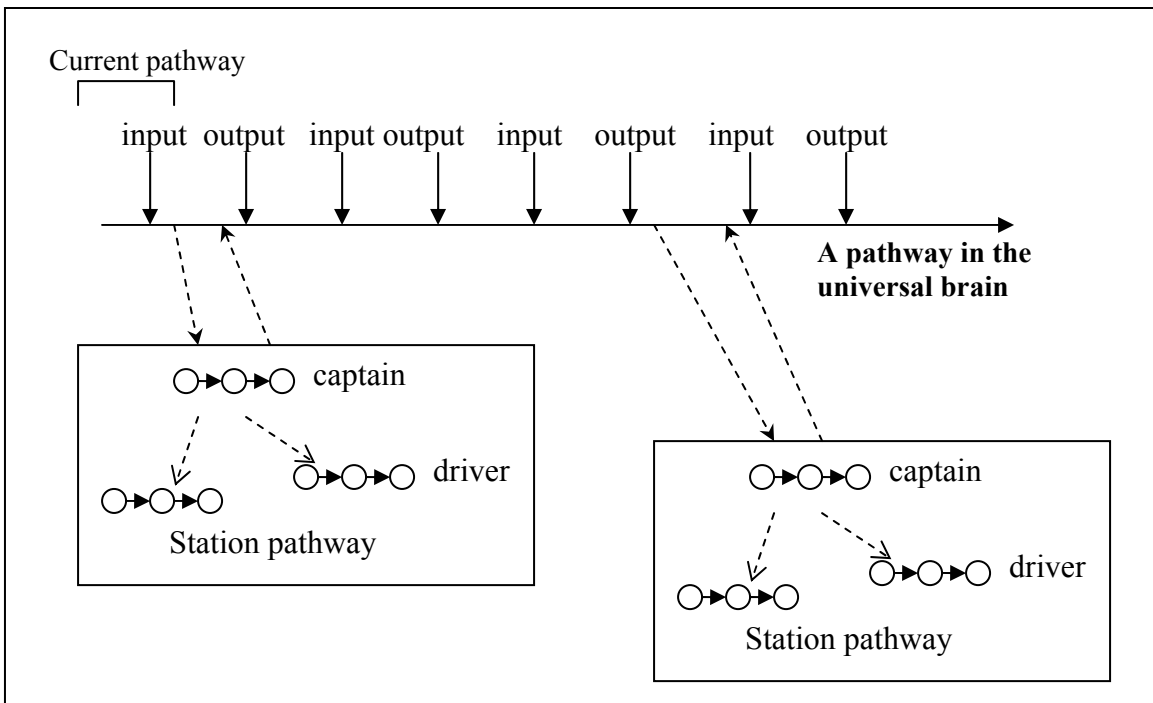 Current pathway
input output input output input output input output
A pathway in the
universal brain
captain
driver
Station pathway
captain
driver
Station pathway